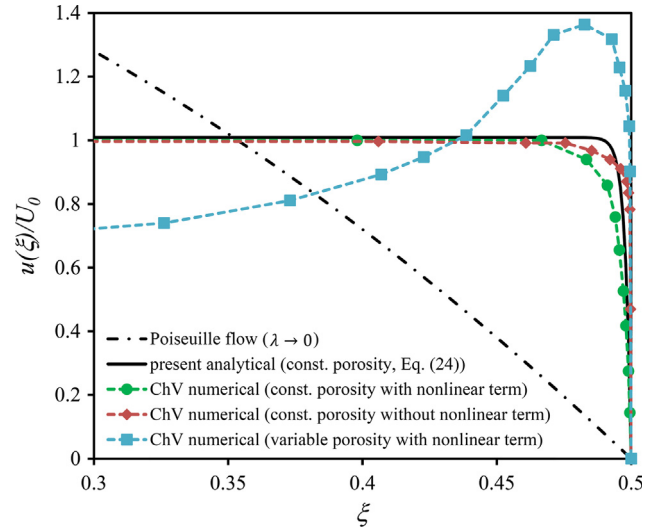 1.4
1.2
1
0.8
0.6
0.4
0.2
0
u(ξ)/U₀
Poiseuille flow (λ → 0)
present analytical (const. porosity, Eq. (24))
ChV numerical (const. porosity with nonlinear term)
ChV numerical (const. porosity without nonlinear term)
ChV numerical (variable porosity with nonlinear term)
0.3 0.35 0.4 0.45 0.5
ξ